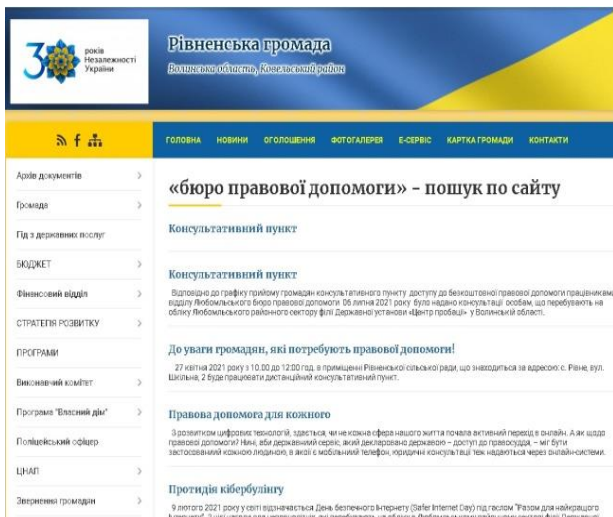 30 років
Незалежності
України
Рівненська громада
Волинська область, Ковельський район
ГОЛОВНА НОВИНИ ОГОЛОШЕННЯ ФОТОГАЛЕРЕЯ Е-СЕРВІС КАРТКА ГРОМАДИ КОНТАКТИ
Архів документів
Громада
Гід з державних послуг
БЮДЖЕТ
Фінансовий відділ
СТРАТЕГІЯ РОЗВИТКУ
ПРОГРАМИ
Виконавчий комітет
Програма "Власний дім"
Поліцейський офіцер
ЦНАП
Звернення громадян
«бюро правової допомоги» - пошук по сайту
Консультативний пункт
Консультативний пункт
Відповідно до графіку прийому громадян консультативного пункту доступу до безкоштовної правової допомоги працівниками
відділу Любомльського бюро правової допомоги 06 липня 2021 року було надано консультації особам, що перебувають на
обліку Любомльського районного сектору філії Державної установи «Центр пробації» у Волинській області.
До уваги громадян, які потребують правової допомоги!
27 квітня 2021 року з 10.00 до 12:00 год. в приміщенні Рівненської сільської ради, що знаходиться за адресою: с. Рівне, вул.
Шкільна, 2 буде працювати дистанційний консультативний пункт.
Правова допомога для кожного
З розвитком цифрових технологій, здається, чи не кожна сфера нашого життя почала активний перехід в онлайн. А як щодо
правової допомоги? Нині, аби державний сервіс, який декларовано державою – доступ до правосуддя, – міг бути
застосований кожною людиною, в якої є мобільний телефон, юридичні консультації теж надаються через онлайн-системи.
Протидія кібербулінгу
9 лютого 2021 року у світі відзначається День безпечного Інтернету (Safer Internet Day) під гаслом "Разом для найкращого